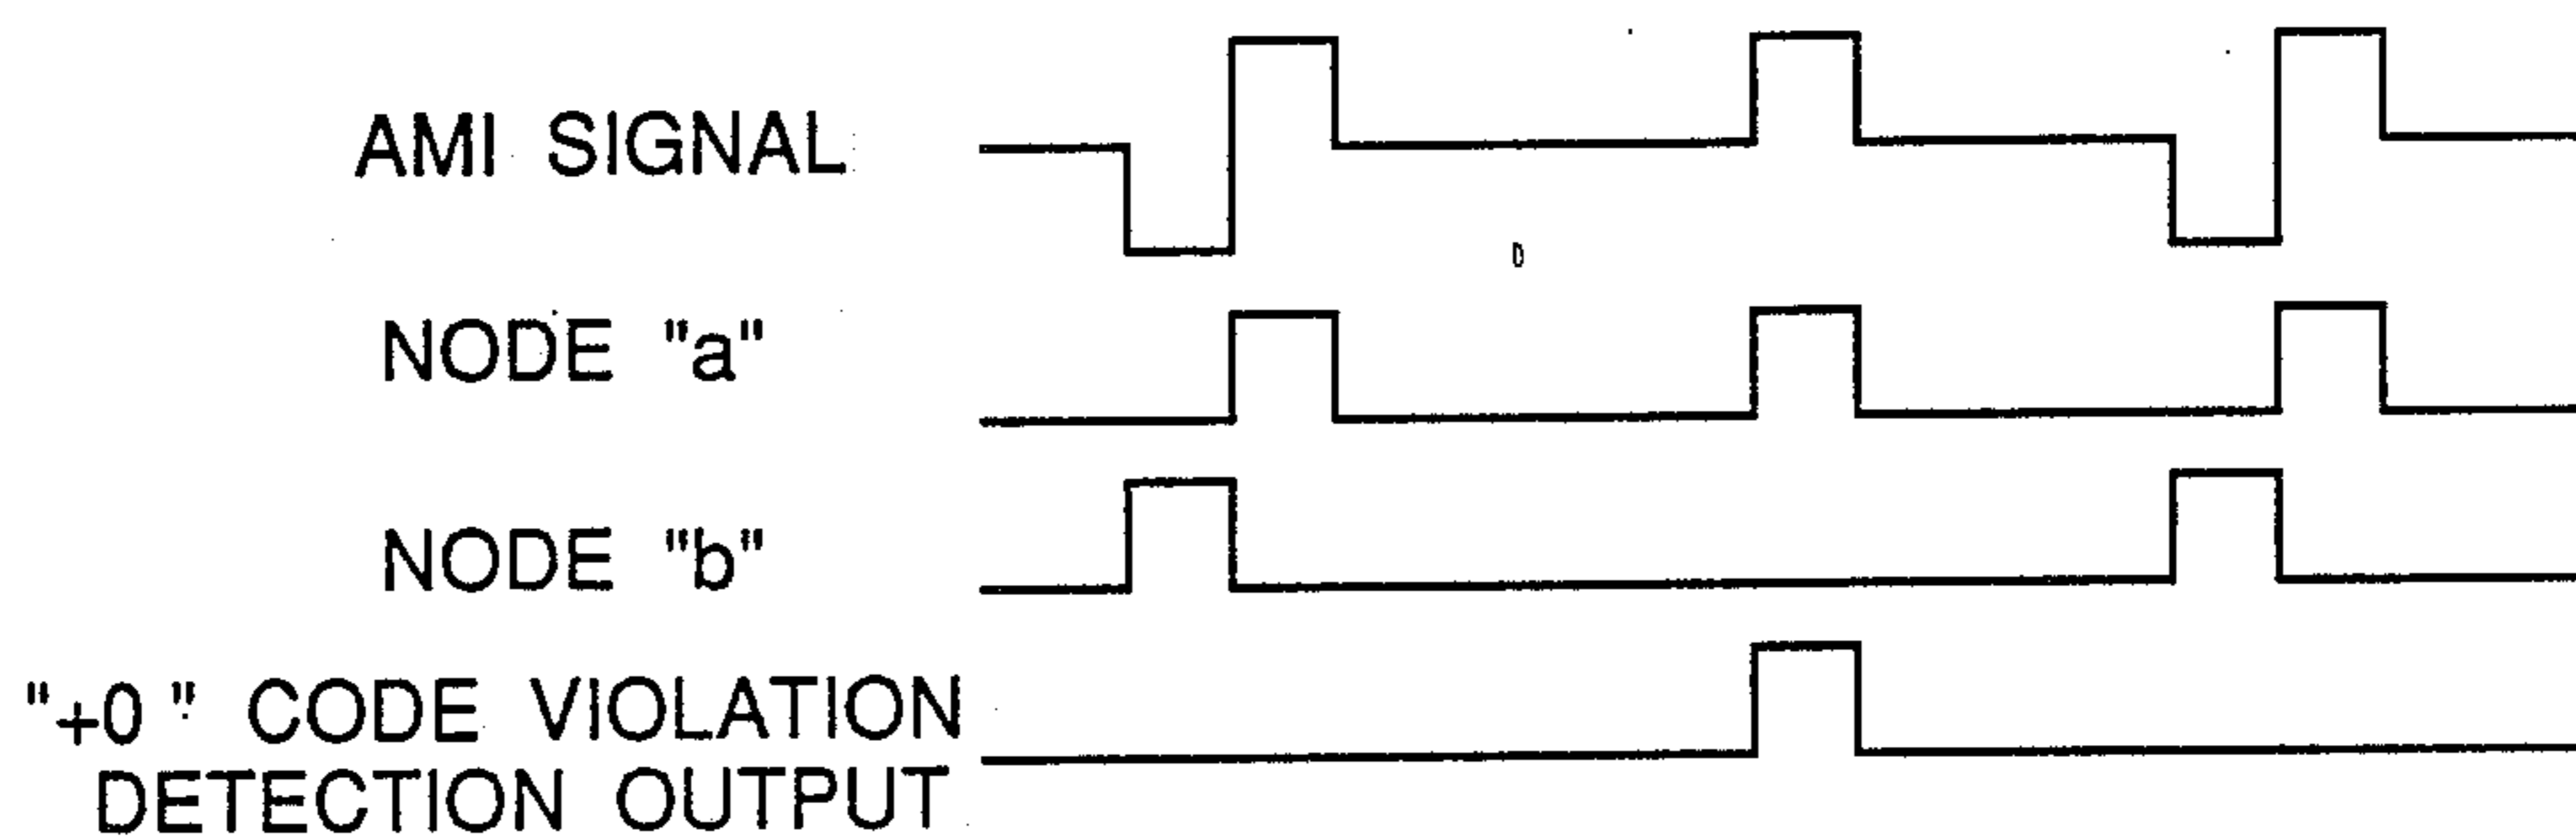 AMI SIGNAL
NODE "a"
NODE "b"
"+0" CODE VIOLATION
DETECTION OUTPUT